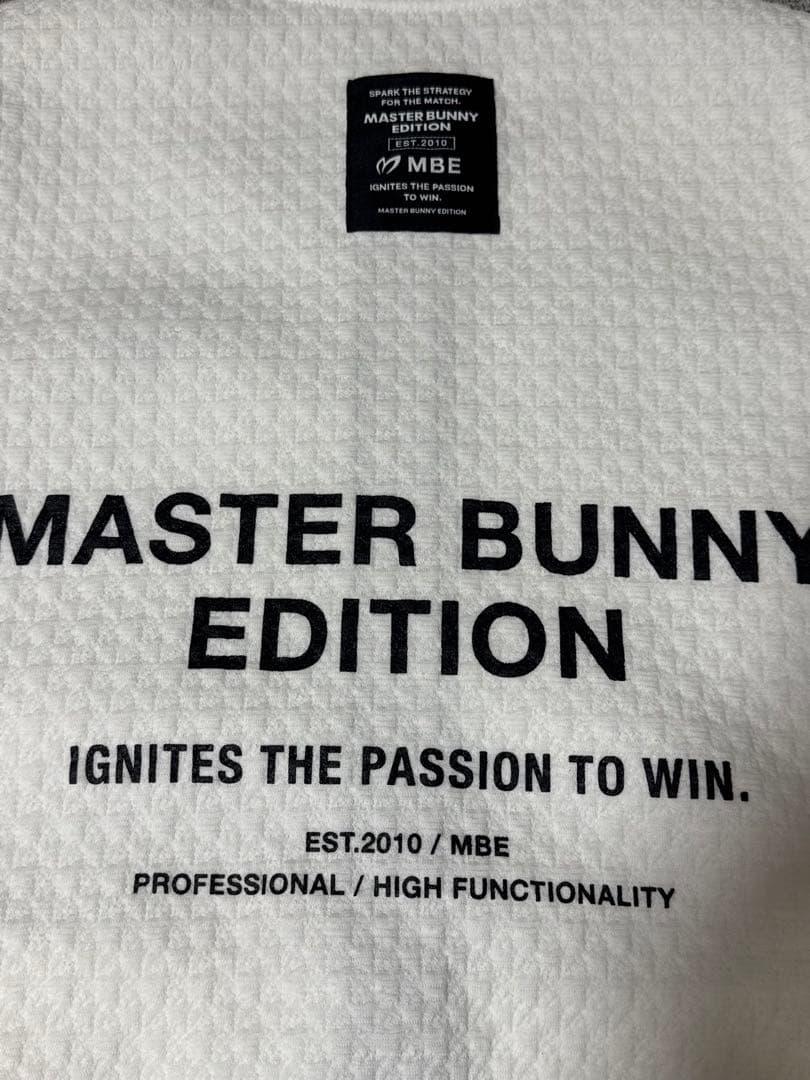 SPARK THE STRATEGY
FOR THE MATCH.
MASTER BUNNY
EDITION
EST.2010
MBE
IGNITES THE PASSION
TO WIN.
MASTER BUNNY EDITION
MASTER BUNNY
EDITION
IGNITES THE PASSION TO WIN.
EST.2010 / MBE
PROFESSIONAL / HIGH FUNCTIONALITY